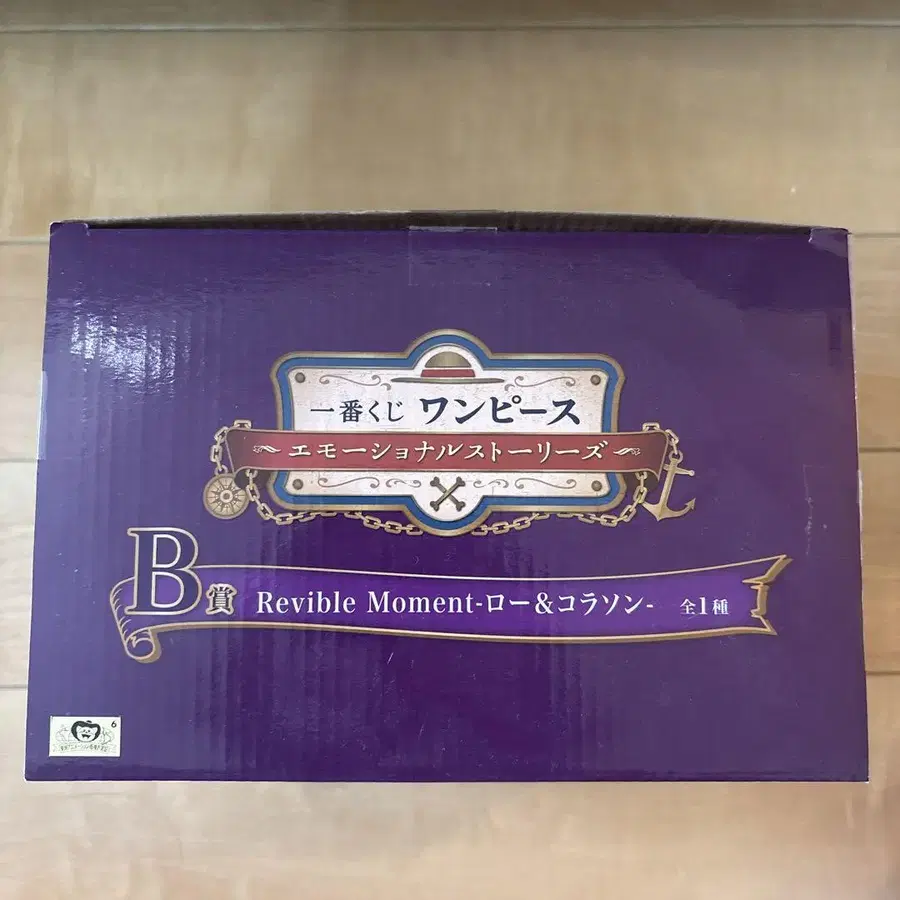 一番くじ ワンピース
エモーショナルストーリーズ
B賞 Revible Moment-ロー&コラソン- 全1種
6